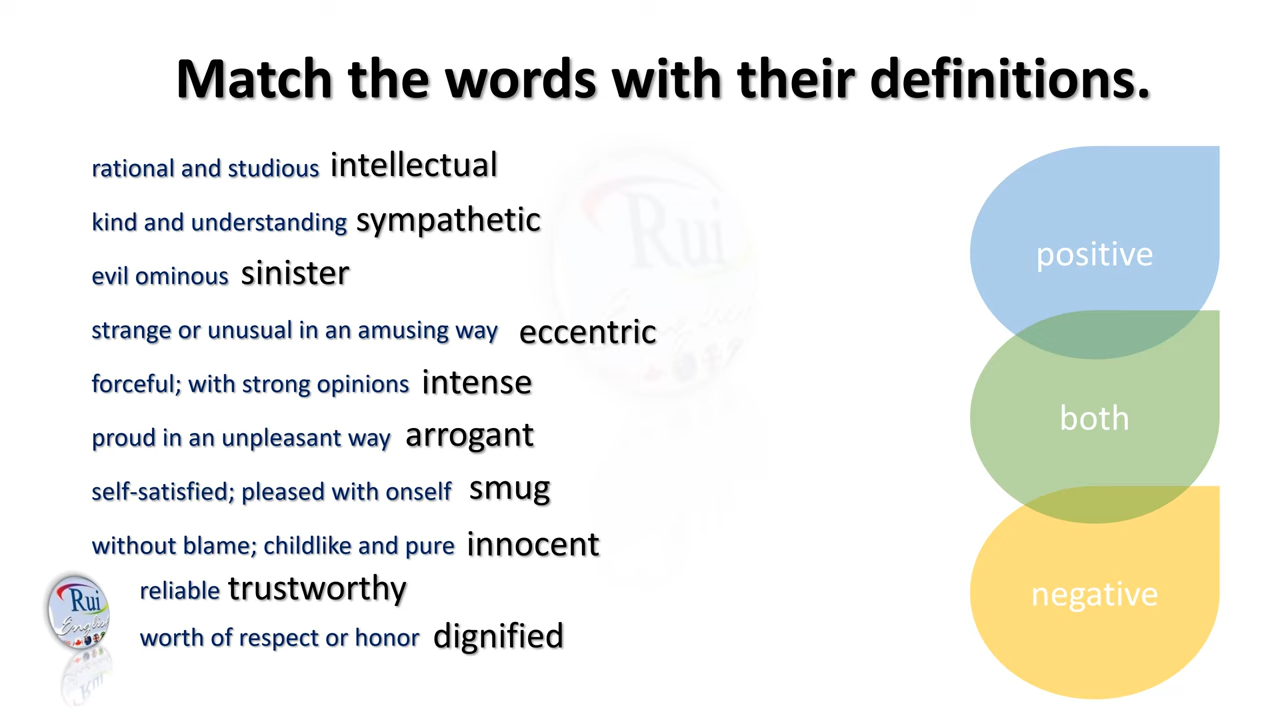 Match the words with their definitions.
rational and studious intellectual
kind and understanding sympathetic
evil ominous sinister
strange or unusual in an amusing way eccentric
forceful; with strong opinions intense
proud in an unpleasant way arrogant
self-satisfied; pleased with onself smug
without blame; childlike and pure innocent
reliable trustworthy
worth of respect or honor dignified
positive
both
negative
Rui
English
Rui
English